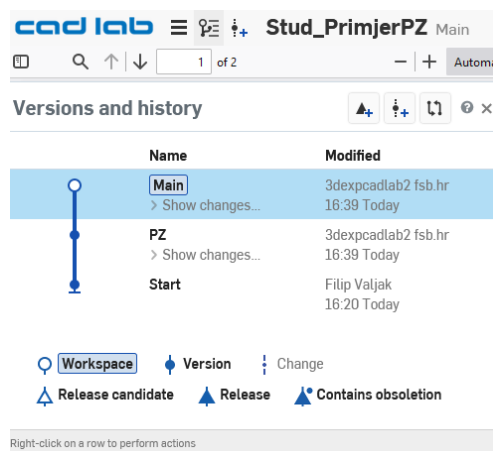 cad lab Stud_PrimjerPZ Main
1 of 2 Automa
Versions and history
Name Modified
Main 3dexpcadlab2 fsb.hr
> Show changes... 16:39 Today
PZ 3dexpcadlab2 fsb.hr
> Show changes... 16:39 Today
Start Filip Valjak
16:20 Today
Workspace Version Change
Release candidate Release Contains obsoletion
Right-click on a row to perform actions